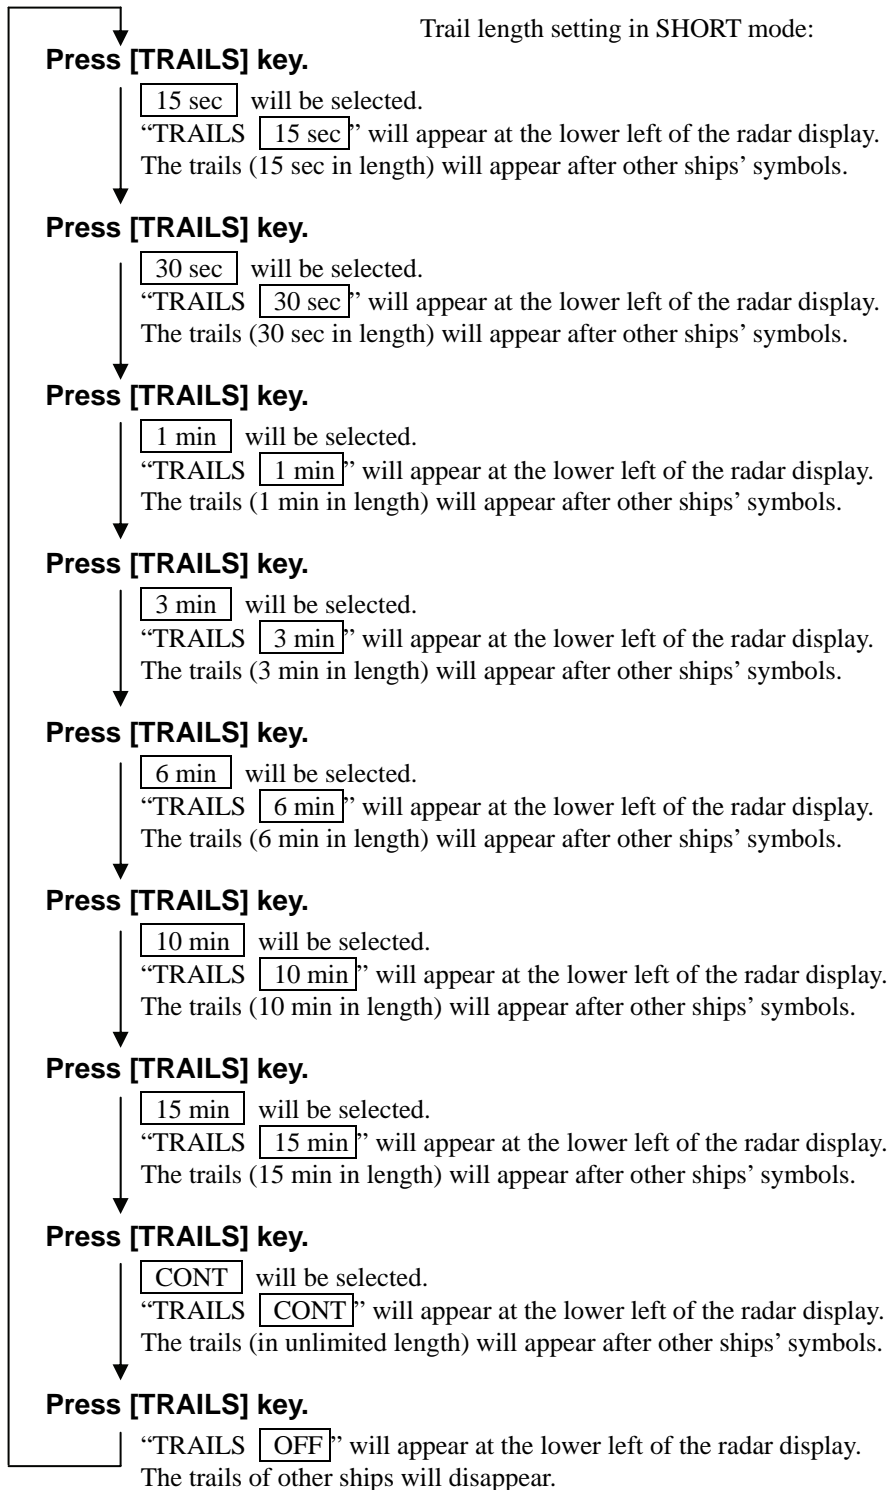 Trail length setting in SHORT mode:
Press [TRAILS] key.
15 sec will be selected.
“TRAILS 15 sec” will appear at the lower left of the radar display.
The trails (15 sec in length) will appear after other ships’ symbols.
Press [TRAILS] key.
30 sec will be selected.
“TRAILS 30 sec” will appear at the lower left of the radar display.
The trails (30 sec in length) will appear after other ships’ symbols.
Press [TRAILS] key.
1 min will be selected.
“TRAILS 1 min” will appear at the lower left of the radar display.
The trails (1 min in length) will appear after other ships’ symbols.
Press [TRAILS] key.
3 min will be selected.
“TRAILS 3 min” will appear at the lower left of the radar display.
The trails (3 min in length) will appear after other ships’ symbols.
Press [TRAILS] key.
6 min will be selected.
“TRAILS 6 min” will appear at the lower left of the radar display.
The trails (6 min in length) will appear after other ships’ symbols.
Press [TRAILS] key.
10 min will be selected.
“TRAILS 10 min” will appear at the lower left of the radar display.
The trails (10 min in length) will appear after other ships’ symbols.
Press [TRAILS] key.
15 min will be selected.
“TRAILS 15 min” will appear at the lower left of the radar display.
The trails (15 min in length) will appear after other ships’ symbols.
Press [TRAILS] key.
CONT will be selected.
“TRAILS CONT” will appear at the lower left of the radar display.
The trails (in unlimited length) will appear after other ships’ symbols.
Press [TRAILS] key.
“TRAILS OFF” will appear at the lower left of the radar display.
The trails of other ships will disappear.